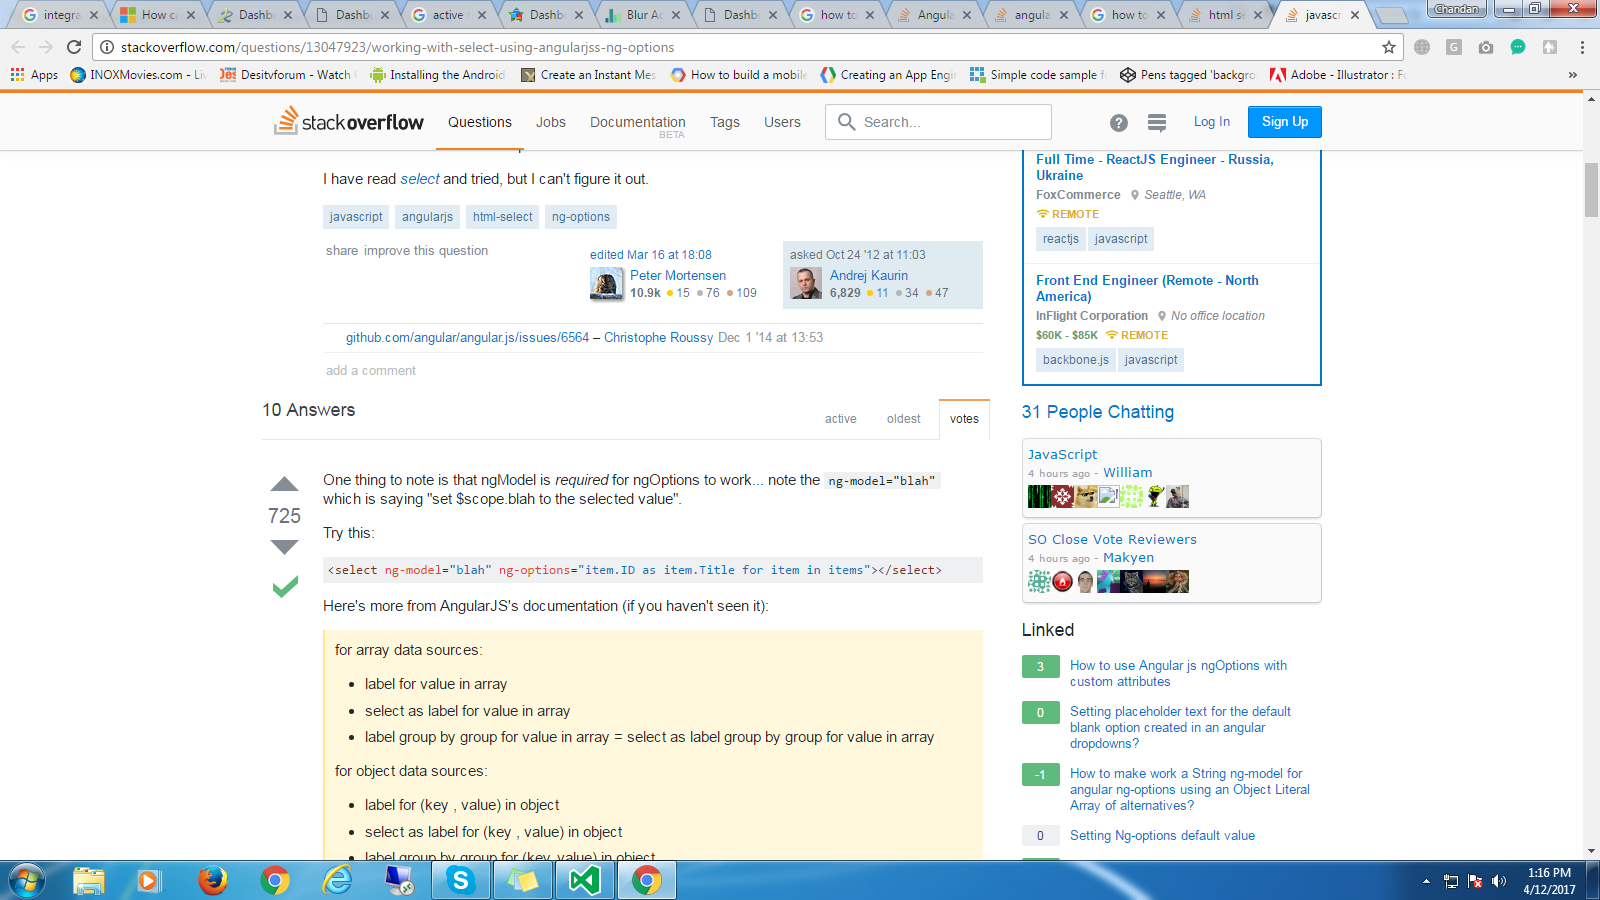 integra
How ca
Dashb
Dashb
active
Dashb
Blur Ac
Dashb
how to
Angula
angula
how to
html se
javascr
Chandan
stackoverflow.com/questions/13047923/working-with-select-using-angularjss-ng-options
Apps
INOXMovies.com - Liv
Desitvforum - Watch
Installing the Android
Create an Instant Mes
How to build a mobile
Creating an App Engi
Simple code sample f
Pens tagged 'backgro
Adobe - Illustrator : Fo
stackoverflow
Questions
Jobs
Documentation
BETA
Tags
Users
Search...
Log In
Sign Up
I have read select and tried, but I can't figure it out.
javascript angularjs html-select ng-options
share improve this question
edited Mar 16 at 18:08
Peter Mortensen
10.9k 15 76 109
asked Oct 24 '12 at 11:03
Andrej Kaurin
6,829 11 34 47
github.com/angular/angular.js/issues/6564 – Christophe Roussy Dec 1 '14 at 13:53
add a comment
10 Answers
active oldest votes
725
One thing to note is that ngModel is required for ngOptions to work... note the ng-model="blah"
which is saying "set $scope.blah to the selected value".
Try this:
<select ng-model="blah" ng-options="item.ID as item.Title for item in items"></select>
Here's more from AngularJS's documentation (if you haven't seen it):
for array data sources:
• label for value in array
• select as label for value in array
• label group by group for value in array = select as label group by group for value in array
for object data sources:
• label for (key , value) in object
• select as label for (key , value) in object
• label group by group for (key, value) in object
Full Time - ReactJS Engineer - Russia,
Ukraine
FoxCommerce Seattle, WA
REMOTE
reactjs javascript
Front End Engineer (Remote - North
America)
InFlight Corporation No office location
$60K - $85K REMOTE
backbone.js javascript
31 People Chatting
JavaScript
4 hours ago - William
SO Close Vote Reviewers
4 hours ago - Makyen
Linked
3 How to use Angular js ngOptions with
custom attributes
0 Setting placeholder text for the default
blank option created in an angular
dropdowns?
-1 How to make work a String ng-model for
angular ng-options using an Object Literal
Array of alternatives?
0 Setting Ng-options default value
1:16 PM
4/12/2017